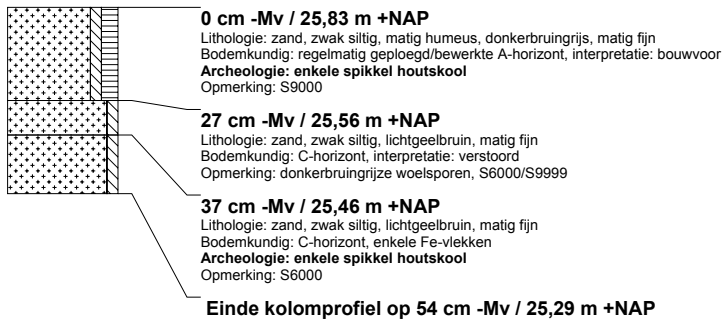 0 cm -Mv / 25,83 m +NAP
Lithologie: zand, zwak siltig, matig humeus, donkerbruingrijs, matig fijn
Bodemkundig: regelmatig geploegd/bewerkte A-horizont, interpretatie: bouwvoor
Archeologie: enkele spikkel houtskool
Opmerking: S9000
27 cm -Mv / 25,56 m +NAP
Lithologie: zand, zwak siltig, lichtgeelbruin, matig fijn
Bodemkundig: C-horizont, interpretatie: verstoord
Opmerking: donkerbruingrijze woelsporen, S6000/S9999
37 cm -Mv / 25,46 m +NAP
Lithologie: zand, zwak siltig, lichtgeelbruin, matig fijn
Bodemkundig: C-horizont, enkele Fe-vlekken
Archeologie: enkele spikkel houtskool
Opmerking: S6000
Einde kolomprofiel op 54 cm -Mv / 25,29 m +NAP